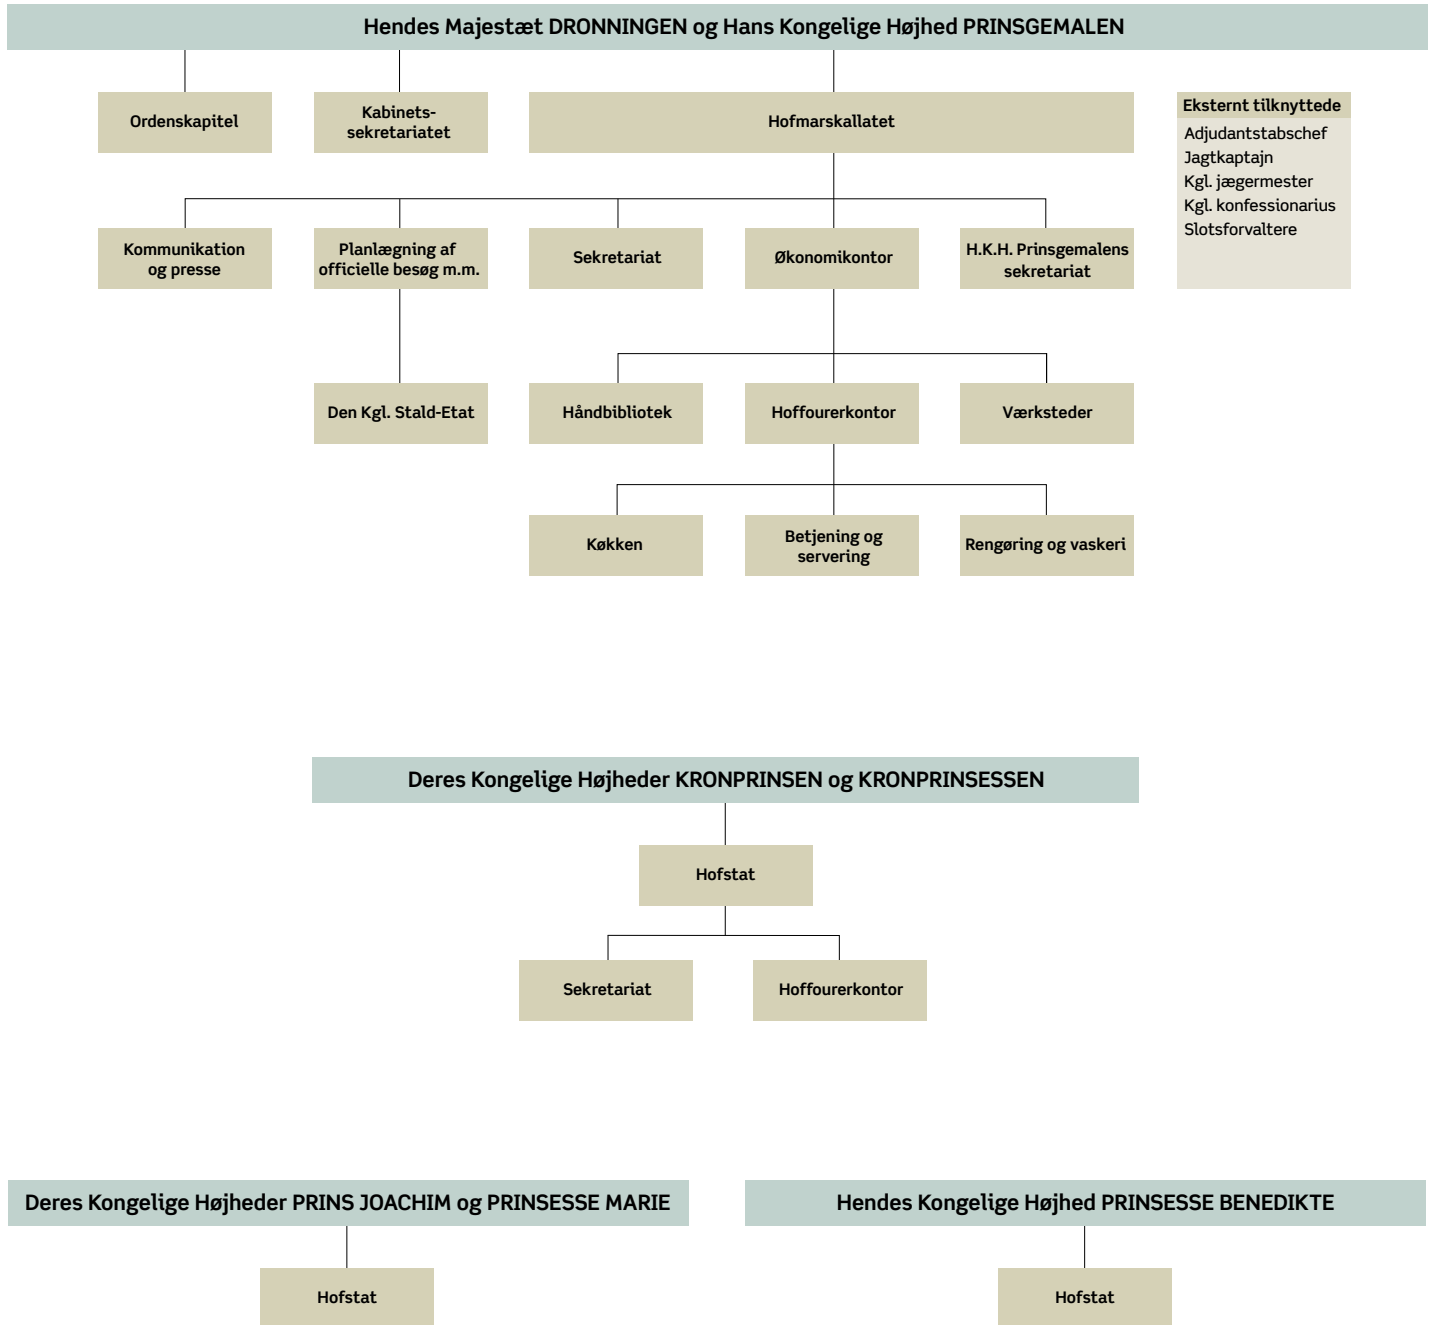 Hendes Majestæt DRONNINGEN og Hans Kongelige Højhed PRINSGEMALEN
Ordenskapitel
Kabinets-
sekretariatet
Hofmarskallatet
Eksternt tilknyttede
Adjudantstabschef
Jagtkaptajn
Kgl. jægermester
Kgl. konfessionarius
Slotsforvaltere
Kommunikation
og presse
Planlægning af
officielle besøg m.m.
Sekretariat
Økonomikontor
H.K.H. Prinsgemalens
sekretariat
Den Kgl. Stald-Etat
Håndbibliotek
Hoffourerkontor
Værksteder
Køkken
Betjening og
servering
Rengøring og vaskeri
Deres Kongelige Højheder KRONPRINSEN og KRONPRINSESSEN
Hofstat
Sekretariat
Hoffourerkontor
Deres Kongelige Højheder PRINS JOACHIM og PRINSESSE MARIE
Hofstat
Hendes Kongelige Højhed PRINSESSE BENEDIKTE
Hofstat